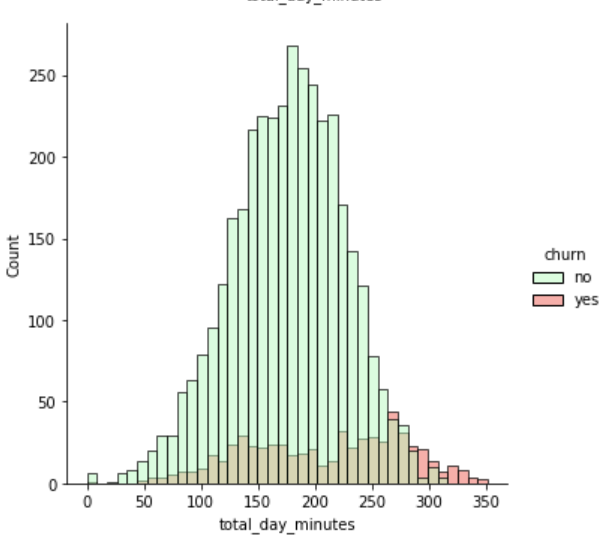 total_day_minutes
250
200
150
100
50
0
Count
0 50 100 150 200 250 300 350
total_day_minutes
churn
no
yes